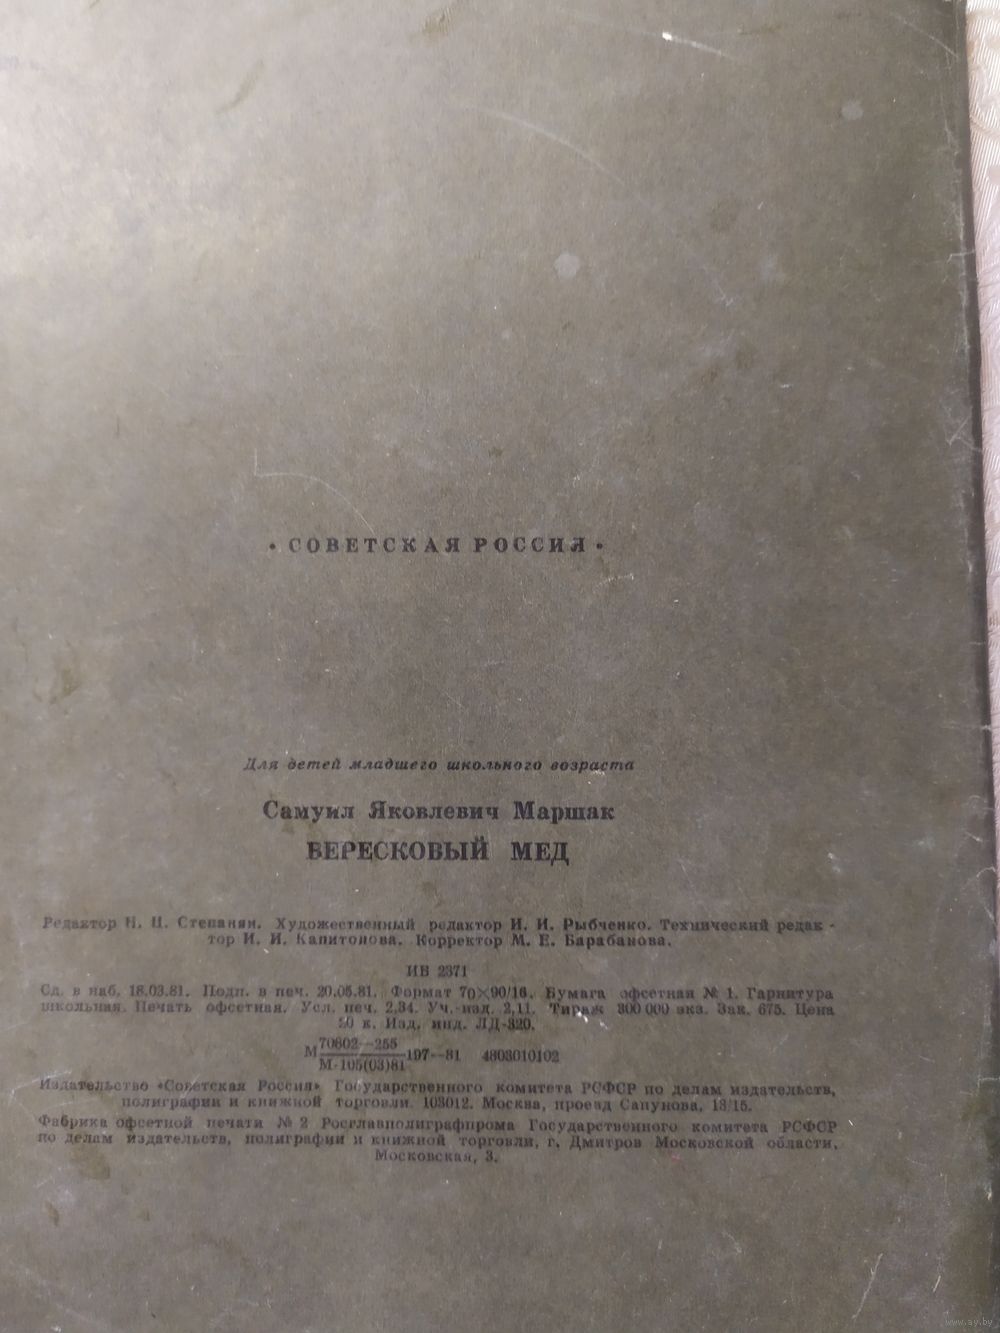 • СОВЕТСКАЯ РОССИЯ •
Для детей младшего школьного возраста
Самуил Яковлевич Маршак
ВЕРЕСКОВЫЙ МЕД
Редактор Н. Ц. Степанян. Художественный редактор И. И. Рыбченко. Технический редак-
тор И. И. Капитонова. Корректор М. Е. Барабанова.
ИБ 2371
Сд. в наб. 18.03.81. Подп. в печ. 20.05.81. Формат 70×90/16. Бумага офсетная № 1. Гарнитура
школьная. Печать офсетная. Усл. печ. 2,34. Уч.-изд. 2,11. Тираж 300 000 экз. Зак. 675. Цена
20 к. Изд. инд. ЛД-320.
М 70802—255
М-105(03)81 197—81 4803010102
Издательство «Советская Россия» Государственного комитета РСФСР по делам издательств,
полиграфии и книжной торговли. 103012. Москва, проезд Сапунова, 13/15.
Фабрика офсетной печати № 2 Росглавполиграфпрома Государственного комитета РСФСР
по делам издательств, полиграфии и книжной торговли, г. Дмитров Московской области,
Московская, 3.
www.ay.by